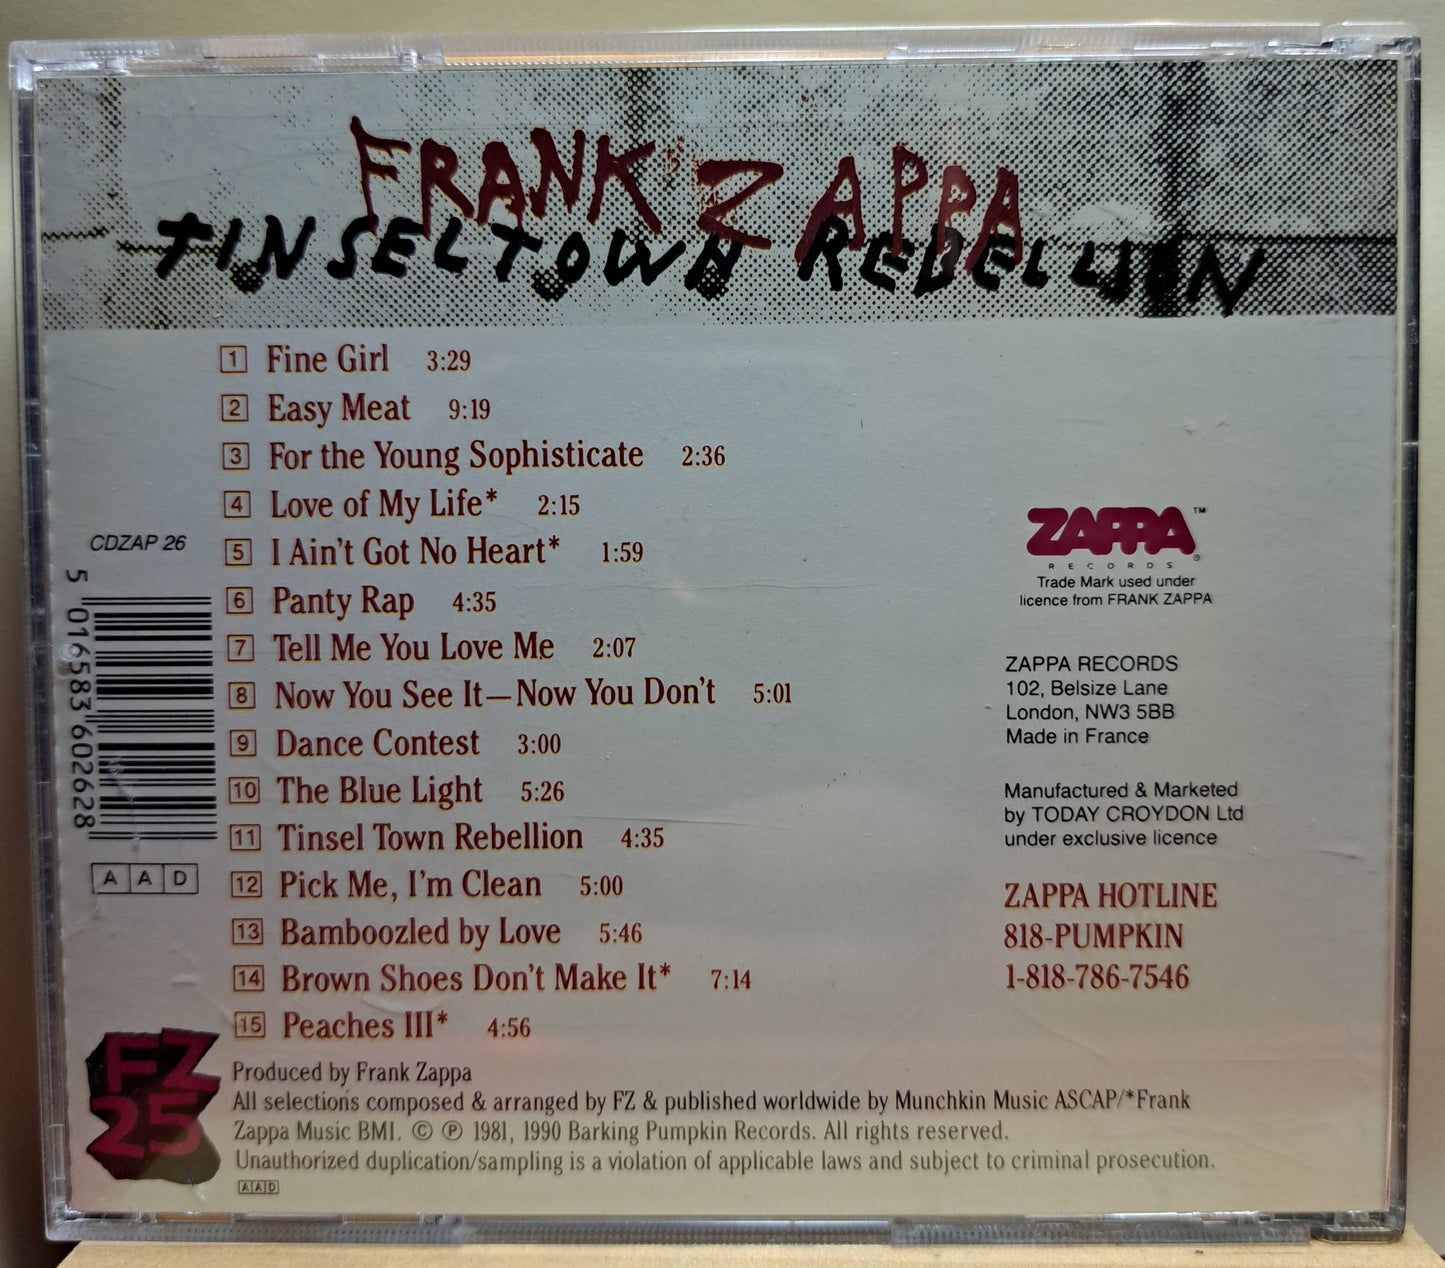 FRANK ZAPPA
TINSELTOWN REBELLION
1 Fine Girl 3:29
2 Easy Meat 9:19
3 For the Young Sophisticate 2:36
4 Love of My Life* 2:15
5 I Ain't Got No Heart* 1:59
6 Panty Rap 4:35
7 Tell Me You Love Me 2:07
8 Now You See It—Now You Don't 5:01
9 Dance Contest 3:00
10 The Blue Light 5:26
11 Tinsel Town Rebellion 4:35
12 Pick Me, I'm Clean 5:00
13 Bamboozled by Love 5:46
14 Brown Shoes Don't Make It* 7:14
15 Peaches III* 4:56
CDZAP 26
5 016583 602628
A A D
FZ
25
ZAPPA™
RECORDS ®
Trade Mark used under
licence from FRANK ZAPPA
ZAPPA RECORDS
102, Belsize Lane
London, NW3 5BB
Made in France
Manufactured & Marketed
by TODAY CROYDON Ltd
under exclusive licence
ZAPPA HOTLINE
818-PUMPKIN
1-818-786-7546
Produced by Frank Zappa
All selections composed & arranged by FZ & published worldwide by Munchkin Music ASCAP/*Frank
Zappa Music BMI. © ℗ 1981, 1990 Barking Pumpkin Records. All rights reserved.
Unauthorized duplication/sampling is a violation of applicable laws and subject to criminal prosecution.
AAD